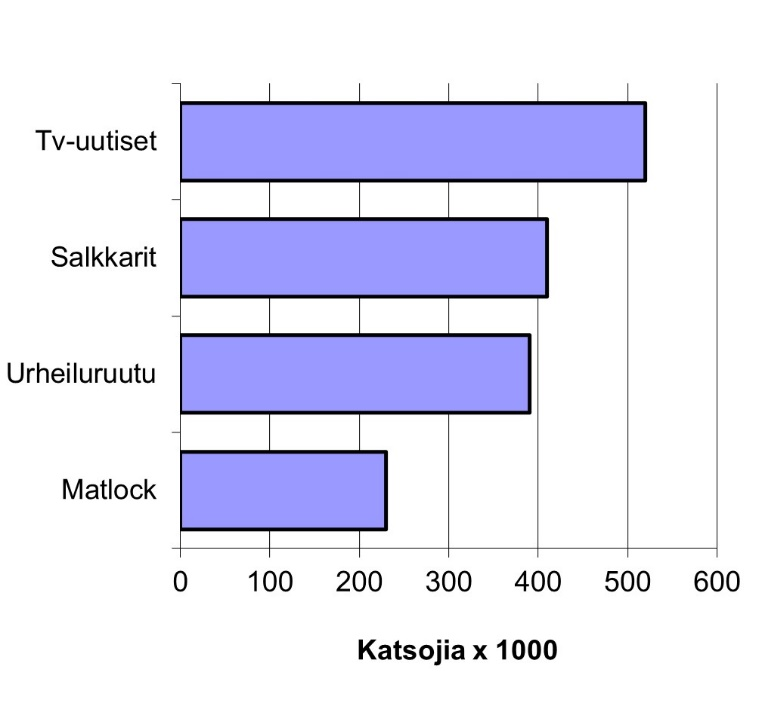 Tv-uutiset
Salkkarit
Urheiluruutu
Matlock
0 100 200 300 400 500 600
Katsojia x 1000